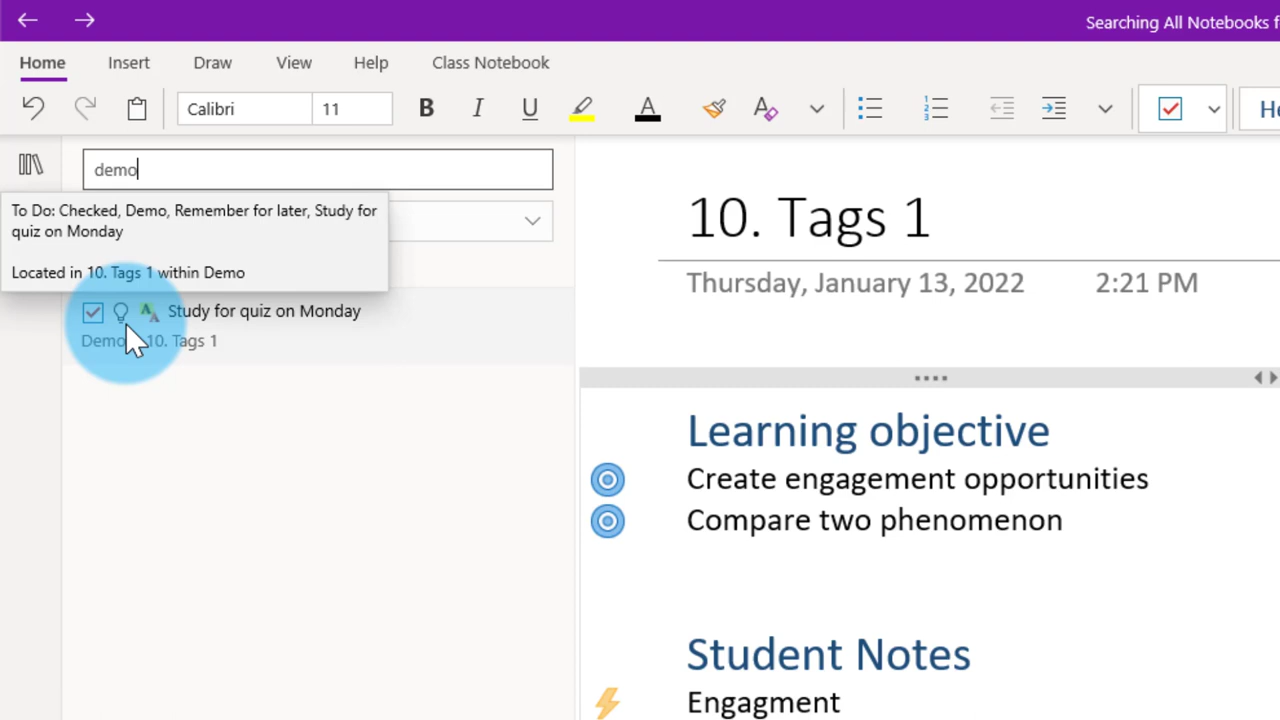 Searching All Notebooks f
Home Insert Draw View Help Class Notebook
Calibri 11 B I U A A He
demo
To Do: Checked, Demo, Remember for later, Study for
quiz on Monday
Located in 10. Tags 1 within Demo
Study for quiz on Monday
Demo 10. Tags 1
10. Tags 1
Thursday, January 13, 2022 2:21 PM
Learning objective
Create engagement opportunities
Compare two phenomenon
Student Notes
Engagment